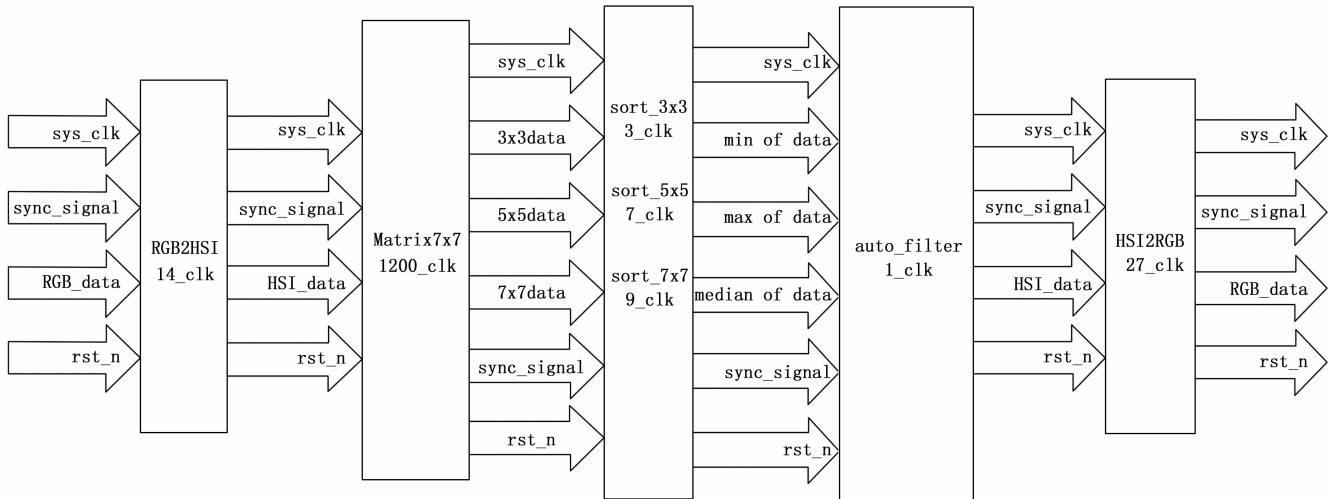 sys_clk
sync_signal
RGB_data
rst_n
RGB2HSI
14_clk
sys_clk
sync_signal
HSI_data
rst_n
Matrix7x7
1200_clk
sys_clk
3x3data
5x5data
7x7data
sync_signal
rst_n
sort_3x3
3_clk
sort_5x5
7_clk
sort_7x7
9_clk
sys_clk
min of data
max of data
median of data
sync_signal
rst_n
auto_filter
1_clk
sys_clk
sync_signal
HSI_data
rst_n
HSI2RGB
27_clk
sys_clk
sync_signal
RGB_data
rst_n